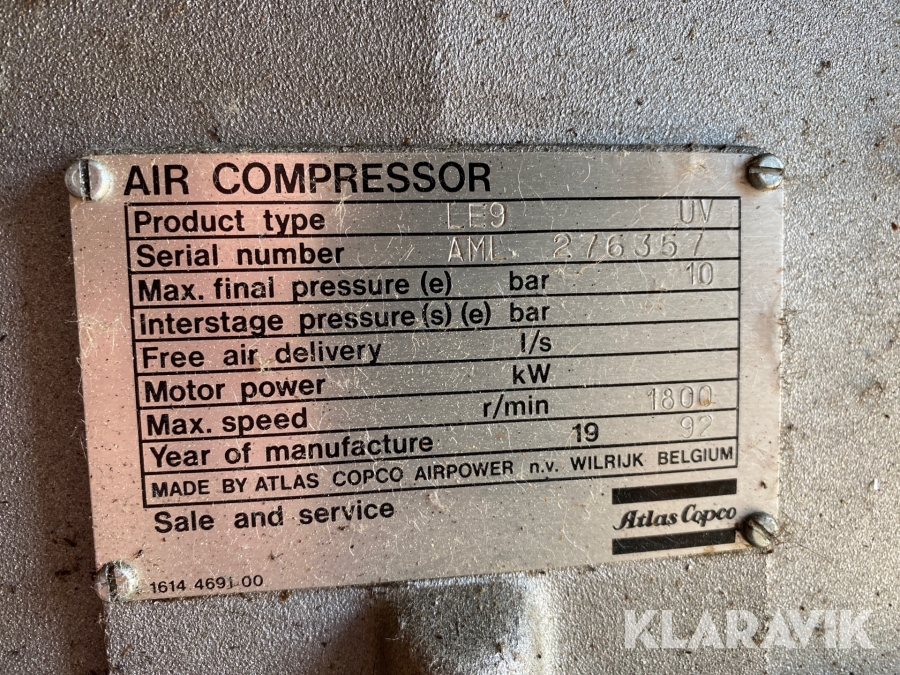 AIR COMPRESSOR
Product type LE9 UV
Serial number AML 276357
Max. final pressure (e) bar 10
Interstage pressure (s) (e) bar
Free air delivery l/s
Motor power kW
Max. speed r/min 1800
Year of manufacture 19 92
MADE BY ATLAS COPCO AIRPOWER n.v. WILRIJK BELGIUM
Sale and service
Atlas Copco
1614 4691 00
KLARAVIK